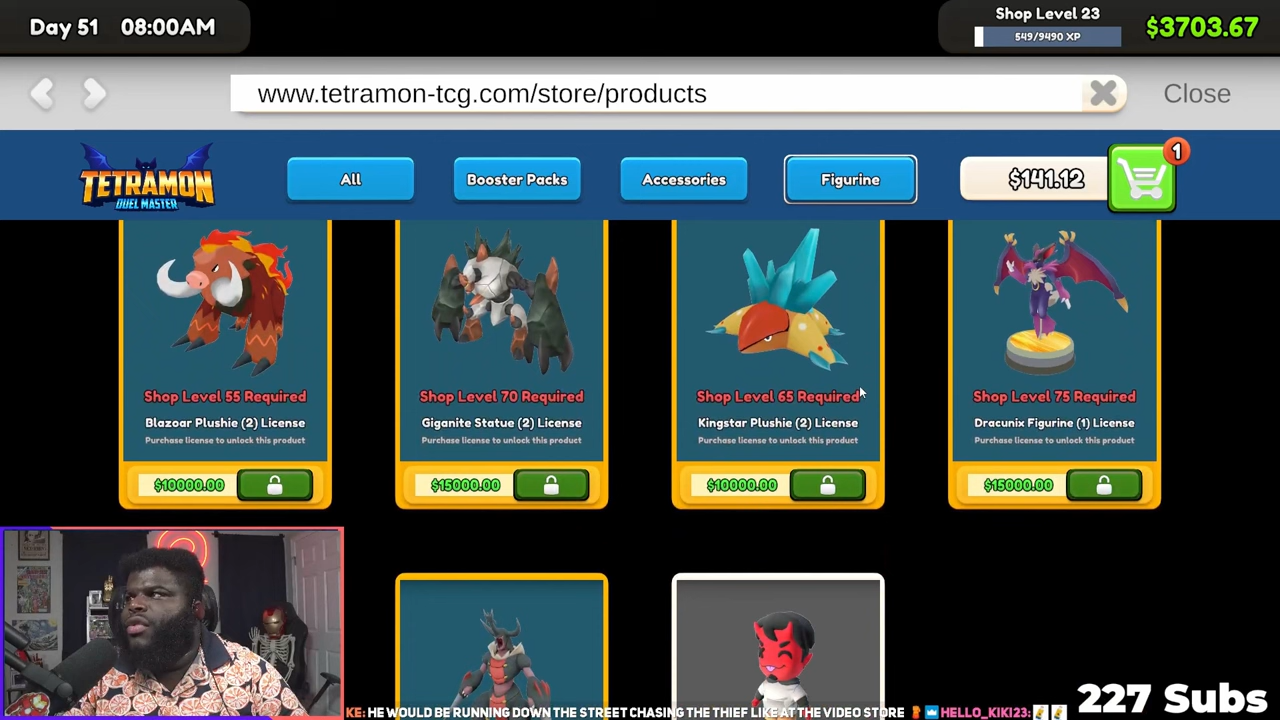 Day 51 08:00AM
Shop Level 23
549/9490 XP
$3703.67
www.tetramon-tcg.com/store/products
Close
TETRAMON
DUEL MASTER
All
Booster Packs
Accessories
Figurine
$141.12
1
Shop Level 55 Required
Blazoar Plushie (2) License
Purchase license to unlock this product
$10000.00
Shop Level 70 Required
Giganite Statue (2) License
Purchase license to unlock this product
$15000.00
Shop Level 65 Required
Kingstar Plushie (2) License
Purchase license to unlock this product
$10000.00
Shop Level 75 Required
Dracunix Figurine (1) License
Purchase license to unlock this product
$15000.00
KE: HE WOULD BE RUNNING DOWN THE STREET CHASING THE THIEF LIKE AT THE VIDEO STORE HELLO_KIKI23:
227 Subs